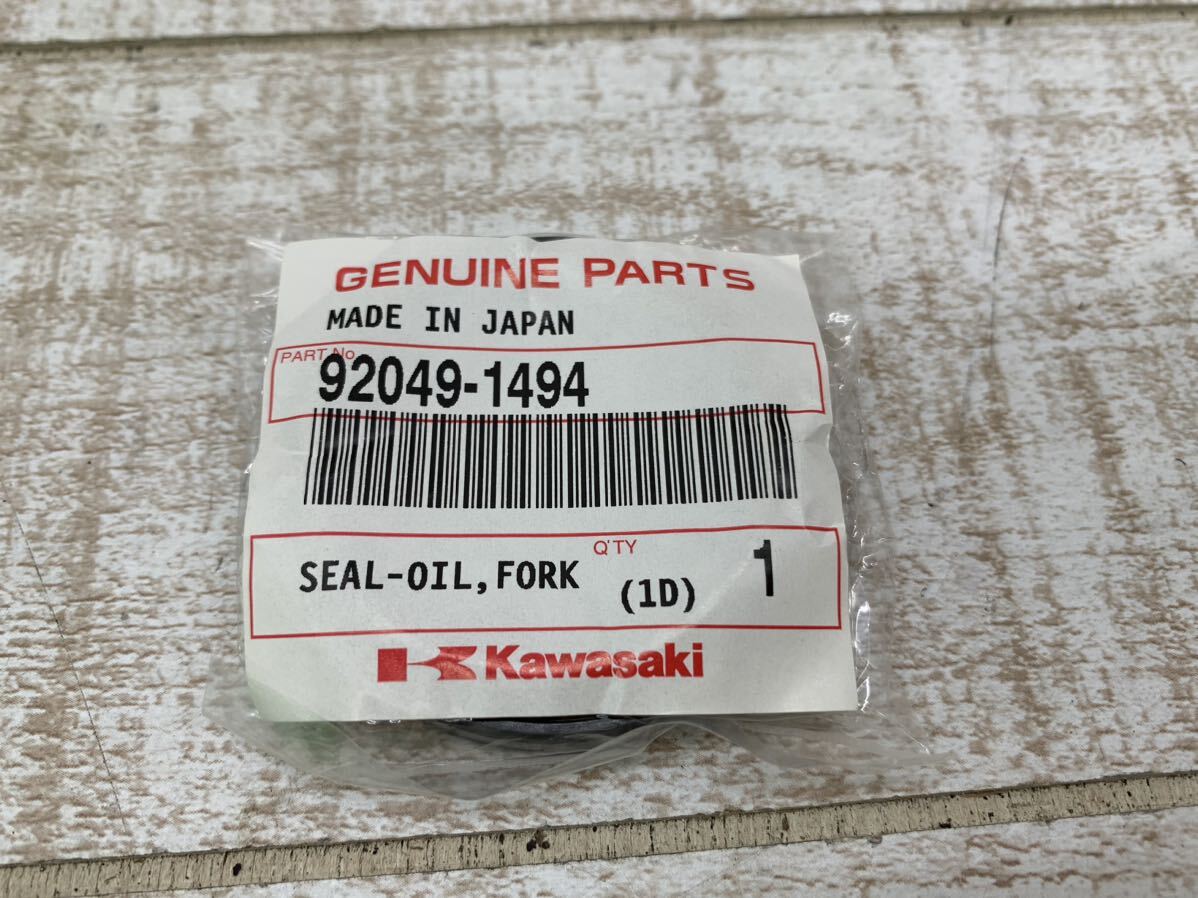 GENUINE PARTS
MADE IN JAPAN
PART No
92049-1494
Q'TY
SEAL-OIL,FORK (1D) 1
Kawasaki